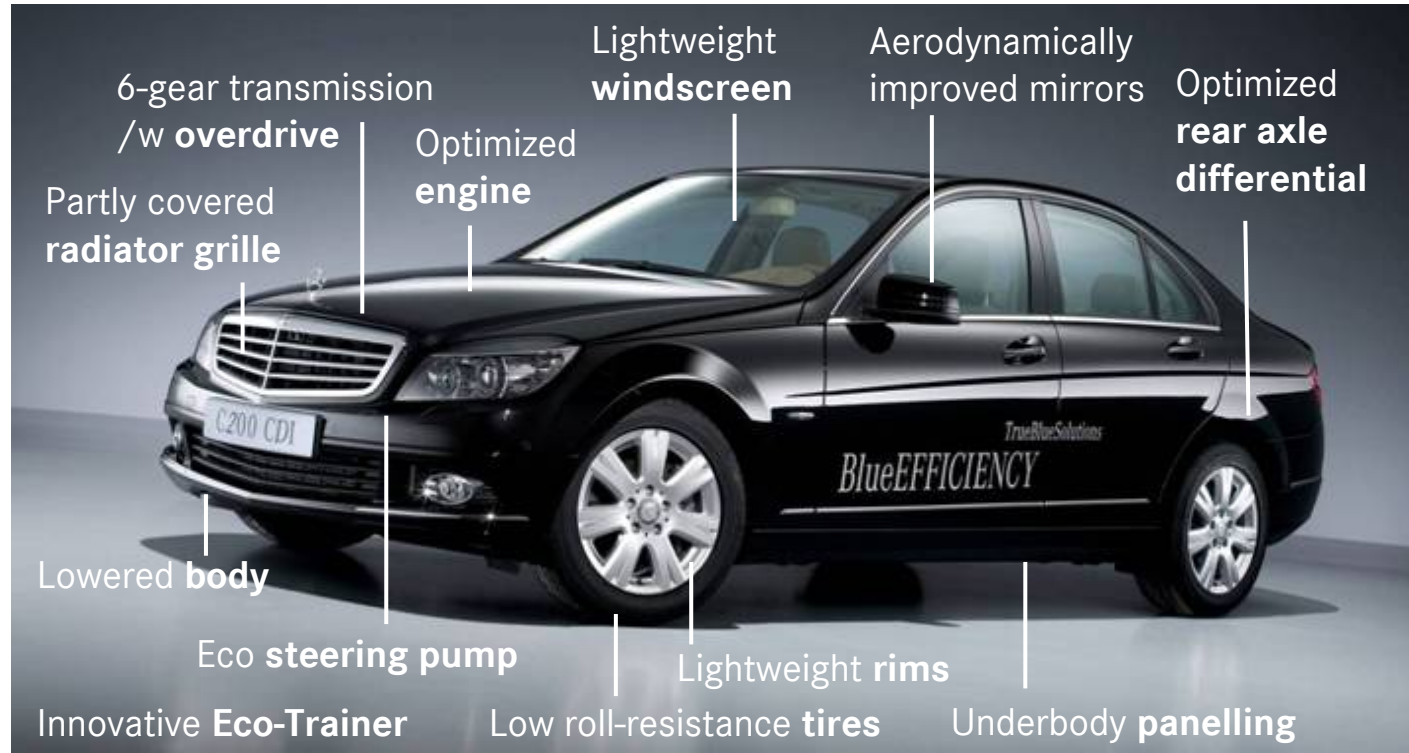 Lightweight
windscreen
Aerodynamically
improved mirrors
Optimized
rear axle
differential
6-gear transmission
/w overdrive
Optimized
engine
Partly covered
radiator grille
C200 CDI
TrueBlueSolutions
BlueEFFICIENCY
Lowered body
Eco steering pump
Lightweight rims
Innovative Eco-Trainer
Low roll-resistance tires
Underbody panelling